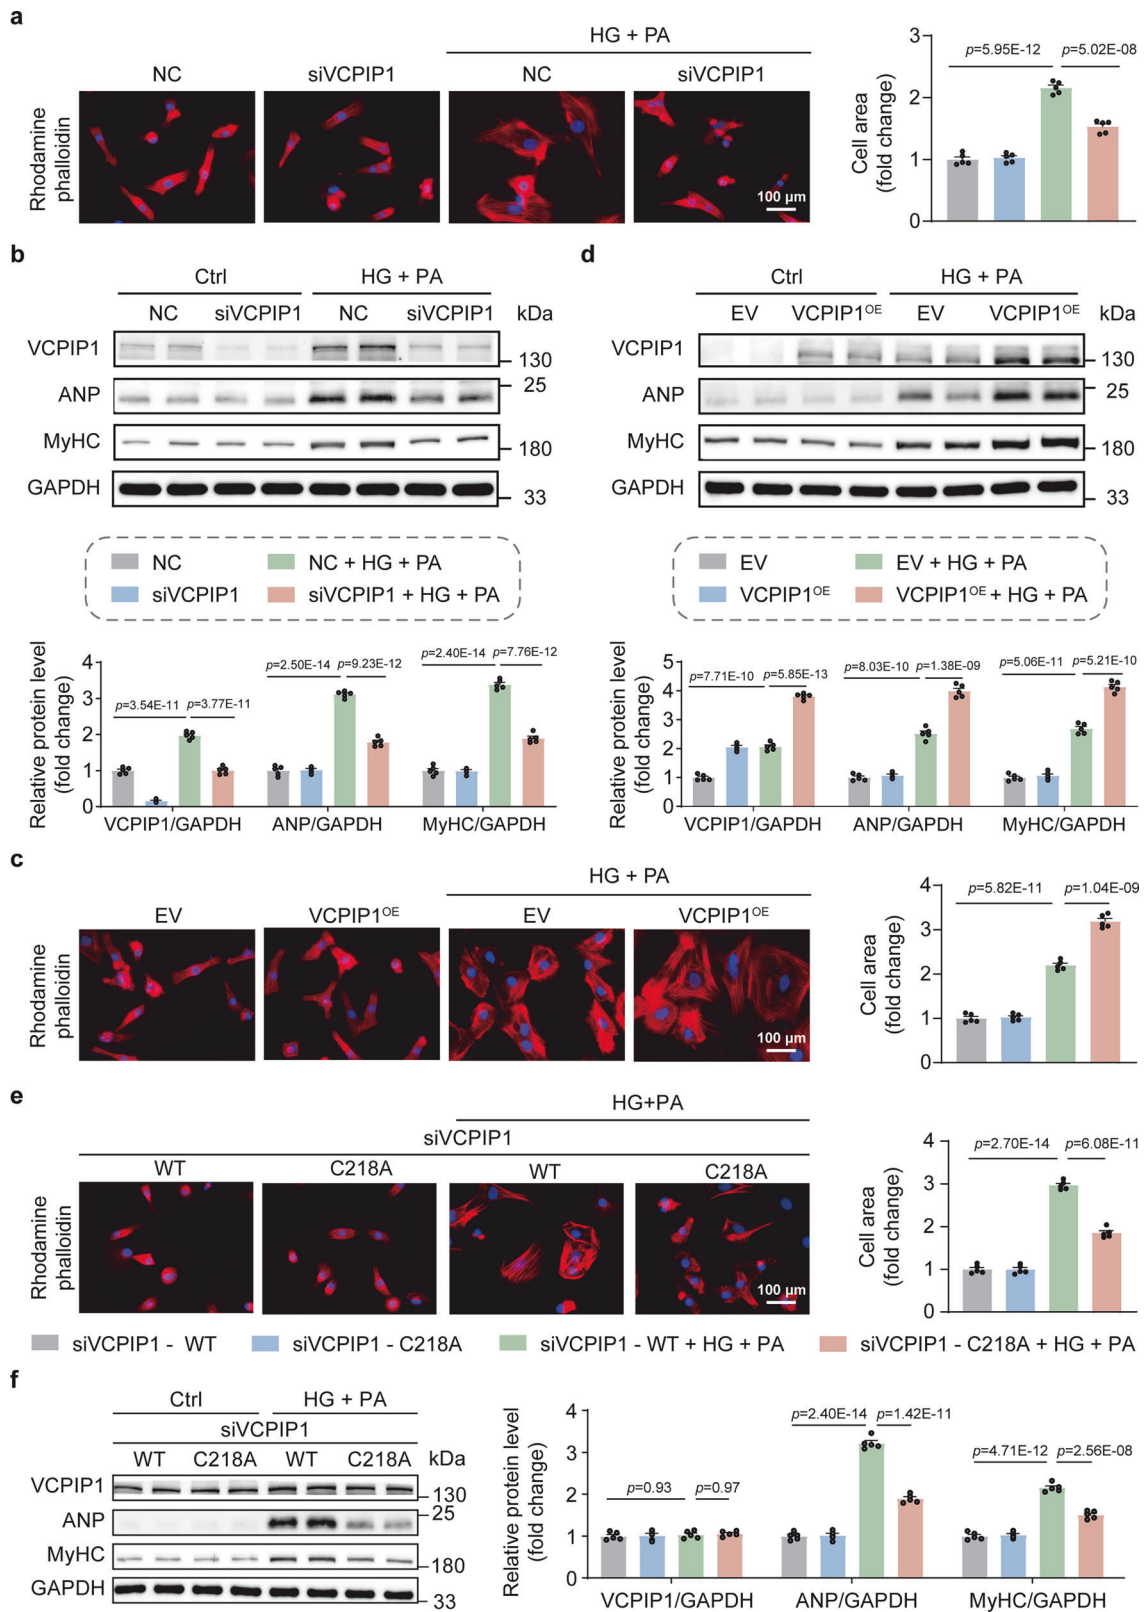 a
HG + PA
NC siVCPIP1 NC siVCPIP1
Rhodamine
phalloidin
100 µm
Cell area
(fold change)
3
2
1
0
p=5.95E-12 p=5.02E-08
b
Ctrl HG + PA
NC siVCPIP1 NC siVCPIP1 kDa
VCPIP1 130
ANP 25
MyHC 180
GAPDH 33
NC NC + HG + PA
siVCPIP1 siVCPIP1 + HG + PA
Relative protein level
(fold change)
4
3
2
1
0
p=3.54E-11 p=3.77E-11
p=2.50E-14 p=9.23E-12
p=2.40E-14 p=7.76E-12
VCPIP1/GAPDH ANP/GAPDH MyHC/GAPDH
d
Ctrl HG + PA
EV VCPIP1OE EV VCPIP1OE kDa
VCPIP1 130
ANP 25
MyHC 180
GAPDH 33
EV EV + HG + PA
VCPIP1OE VCPIP1OE + HG + PA
Relative protein level
(fold change)
5
4
3
2
1
0
p=7.71E-10 p=5.85E-13
p=8.03E-10 p=1.38E-09
p=5.06E-11 p=5.21E-10
VCPIP1/GAPDH ANP/GAPDH MyHC/GAPDH
c
HG + PA
EV VCPIP1OE EV VCPIP1OE
Rhodamine
phalloidin
100 µm
Cell area
(fold change)
4
3
2
1
0
p=5.82E-11 p=1.04E-09
e
HG+PA
siVCPIP1
WT C218A WT C218A
Rhodamine
phalloidin
100 µm
Cell area
(fold change)
4
3
2
1
0
p=2.70E-14 p=6.08E-11
siVCPIP1 - WT siVCPIP1 - C218A siVCPIP1 - WT + HG + PA siVCPIP1 - C218A + HG + PA
f
Ctrl HG + PA
siVCPIP1
WT C218A WT C218A kDa
VCPIP1 130
ANP 25
MyHC 180
GAPDH 33
Relative protein level
(fold change)
4
3
2
1
0
p=0.93 p=0.97
p=2.40E-14 p=1.42E-11
p=4.71E-12 p=2.56E-08
VCPIP1/GAPDH ANP/GAPDH MyHC/GAPDH